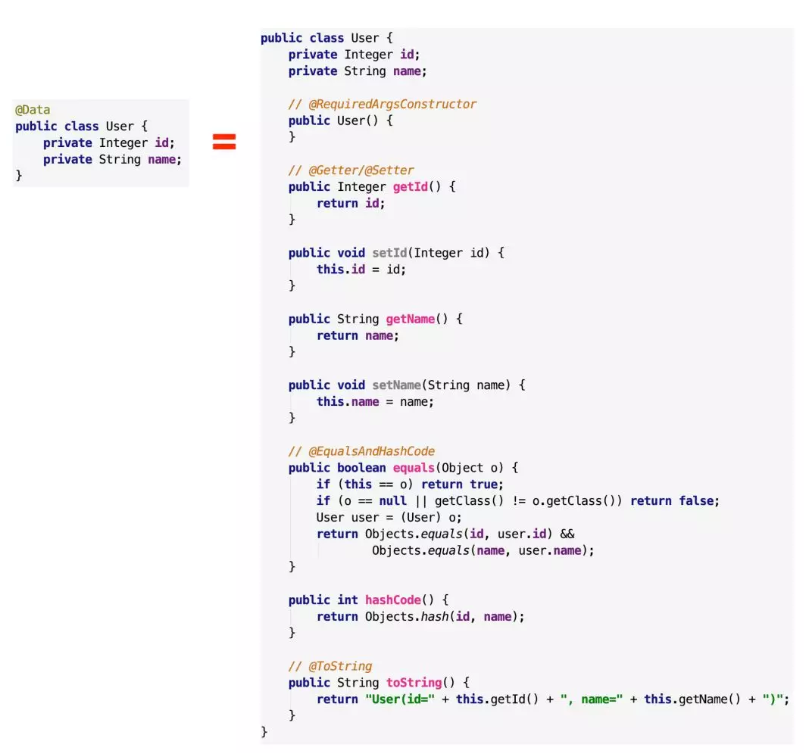 @Data
public class User {
    private Integer id;
    private String name;
}
=
public class User {
    private Integer id;
    private String name;

    // @RequiredArgsConstructor
    public User() {
    }

    // @Getter/@Setter
    public Integer getId() {
        return id;
    }

    public void setId(Integer id) {
        this.id = id;
    }

    public String getName() {
        return name;
    }

    public void setName(String name) {
        this.name = name;
    }

    // @EqualsAndHashCode
    public boolean equals(Object o) {
        if (this == o) return true;
        if (o == null || getClass() != o.getClass()) return false;
        User user = (User) o;
        return Objects.equals(id, user.id) &&
                Objects.equals(name, user.name);
    }

    public int hashCode() {
        return Objects.hash(id, name);
    }

    // @ToString
    public String toString() {
        return "User(id=" + this.getId() + ", name=" + this.getName() + ")";
    }
}